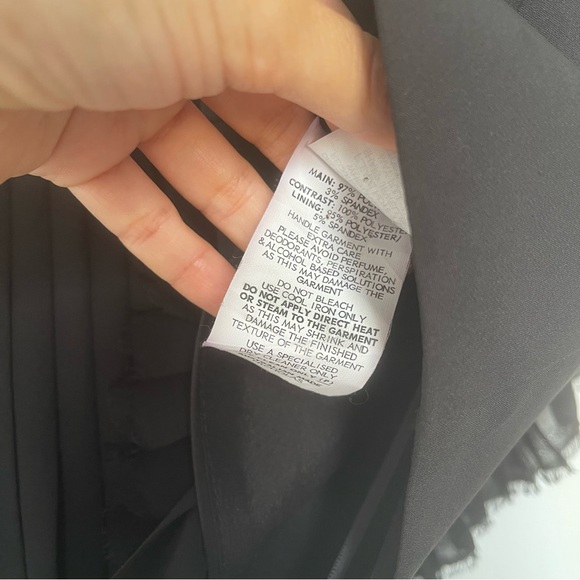 MAIN: 97%
3% SPANDEX
CONTRAST: 100% POLYESTER
LINING: 95% POLYESTER/
5% SPANDEX
HANDLE GARMENT WITH
EXTRA CARE
PLEASE AVOID PERFUME,
DEODORANTS, PERSPIRATION
& ALCOHOL BASED SOLUTIONS
AS THIS MAY DAMAGE THE
GARMENT
DO NOT BLEACH
USE COOL IRON ONLY
DO NOT APPLY DIRECT HEAT
OR STEAM TO THE GARMENT
AS THIS MAY SHRINK AND
DAMAGE THE FINISHED
TEXTURE OF THE GARMENT
USE A SPECIALISED
DRY CLEANER ONLY